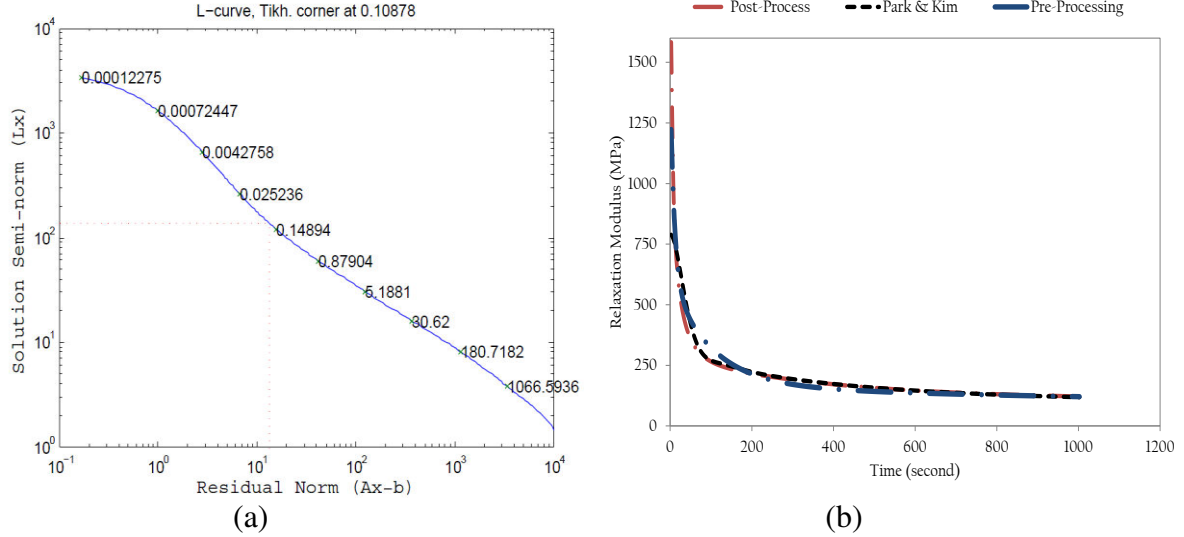 L-curve, Tikh. corner at 0.10878
Solution Semi-norm (Lx)
10^4
10^3
10^2
10^1
10^0
0.00012275
0.00072447
0.0042758
0.025236
0.14894
0.87904
5.1881
30.62
180.7182
1066.5936
10^-1 10^0 10^1 10^2 10^3 10^4
Residual Norm (Ax-b)
(a)
Post-Process Park & Kim Pre-Processing
Relaxation Modulus (MPa)
1500
1250
1000
750
500
250
0
0 200 400 600 800 1000 1200
Time (second)
(b)